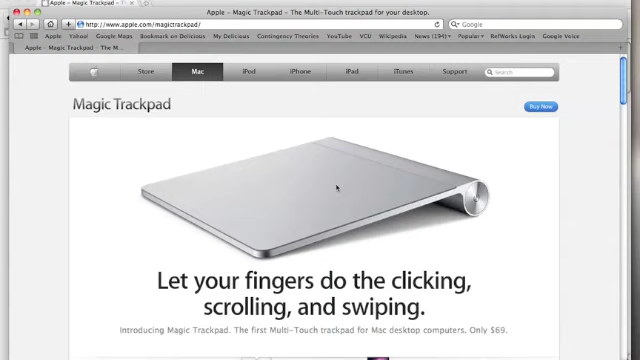 Apple - Magic Trackpad - T
Apple - Magic Trackpad - The Multi-Touch trackpad for your desktop.
http://www.apple.com/magictrackpad/
Google
Apple Yahoo! Google Maps Bookmark on Delicious My Delicious Contingency Theories YouTube VCU Wikipedia News (194) Popular RefWorks Login Google Voice
Apple - Magic Trackpad - The M...
Store Mac iPod iPhone iPad iTunes Support Search
Magic Trackpad
Buy Now
Let your fingers do the clicking,
scrolling, and swiping.
Introducing Magic Trackpad. The first Multi-Touch trackpad for Mac desktop computers. Only $69.